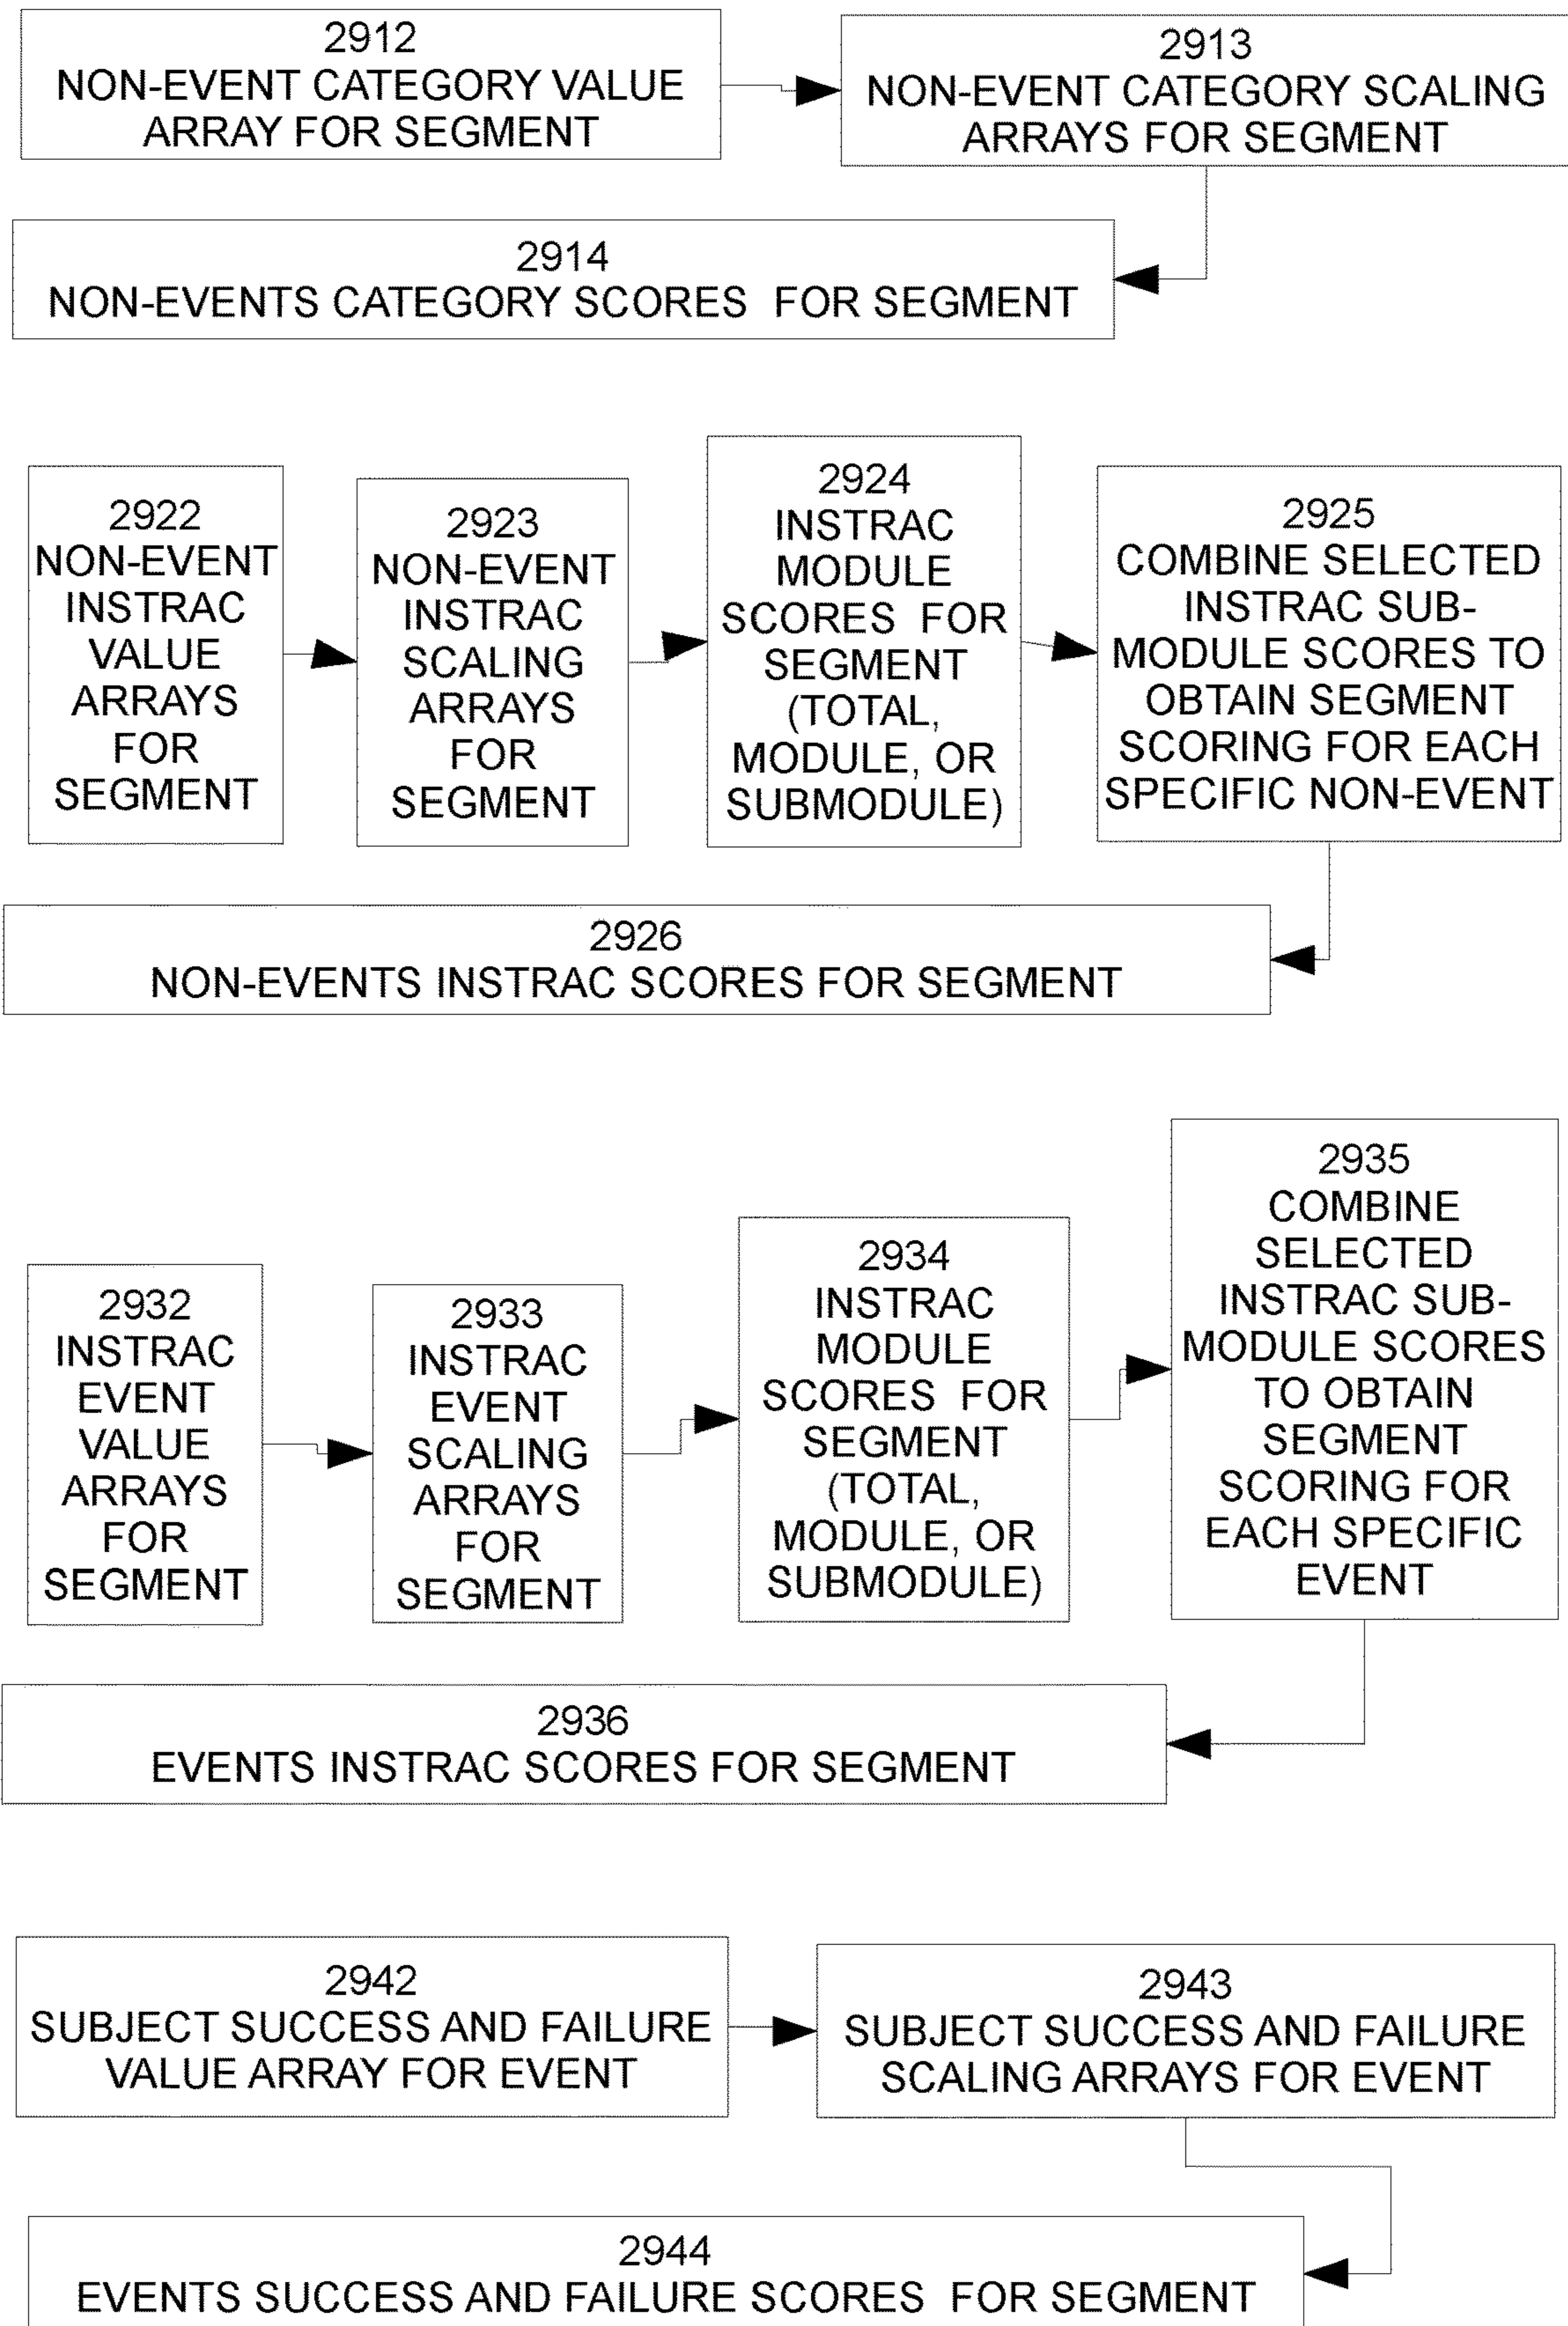 2912
NON-EVENT CATEGORY VALUE
ARRAY FOR SEGMENT
2913
NON-EVENT CATEGORY SCALING
ARRAYS FOR SEGMENT
2914
NON-EVENTS CATEGORY SCORES FOR SEGMENT
2922
NON-EVENT
INSTRAC
VALUE
ARRAYS
FOR
SEGMENT
2923
NON-EVENT
INSTRAC
SCALING
ARRAYS
FOR
SEGMENT
2924
INSTRAC
MODULE
SCORES FOR
SEGMENT
(TOTAL,
MODULE, OR
SUBMODULE)
2925
COMBINE SELECTED
INSTRAC SUB-
MODULE SCORES TO
OBTAIN SEGMENT
SCORING FOR EACH
SPECIFIC NON-EVENT
2926
NON-EVENTS INSTRAC SCORES FOR SEGMENT
2932
INSTRAC
EVENT
VALUE
ARRAYS
FOR
SEGMENT
2933
INSTRAC
EVENT
SCALING
ARRAYS
FOR
SEGMENT
2934
INSTRAC
MODULE
SCORES FOR
SEGMENT
(TOTAL,
MODULE, OR
SUBMODULE)
2935
COMBINE
SELECTED
INSTRAC SUB-
MODULE SCORES
TO OBTAIN
SEGMENT
SCORING FOR
EACH SPECIFIC
EVENT
2936
EVENTS INSTRAC SCORES FOR SEGMENT
2942
SUBJECT SUCCESS AND FAILURE
VALUE ARRAY FOR EVENT
2943
SUBJECT SUCCESS AND FAILURE
SCALING ARRAYS FOR EVENT
2944
EVENTS SUCCESS AND FAILURE SCORES FOR SEGMENT